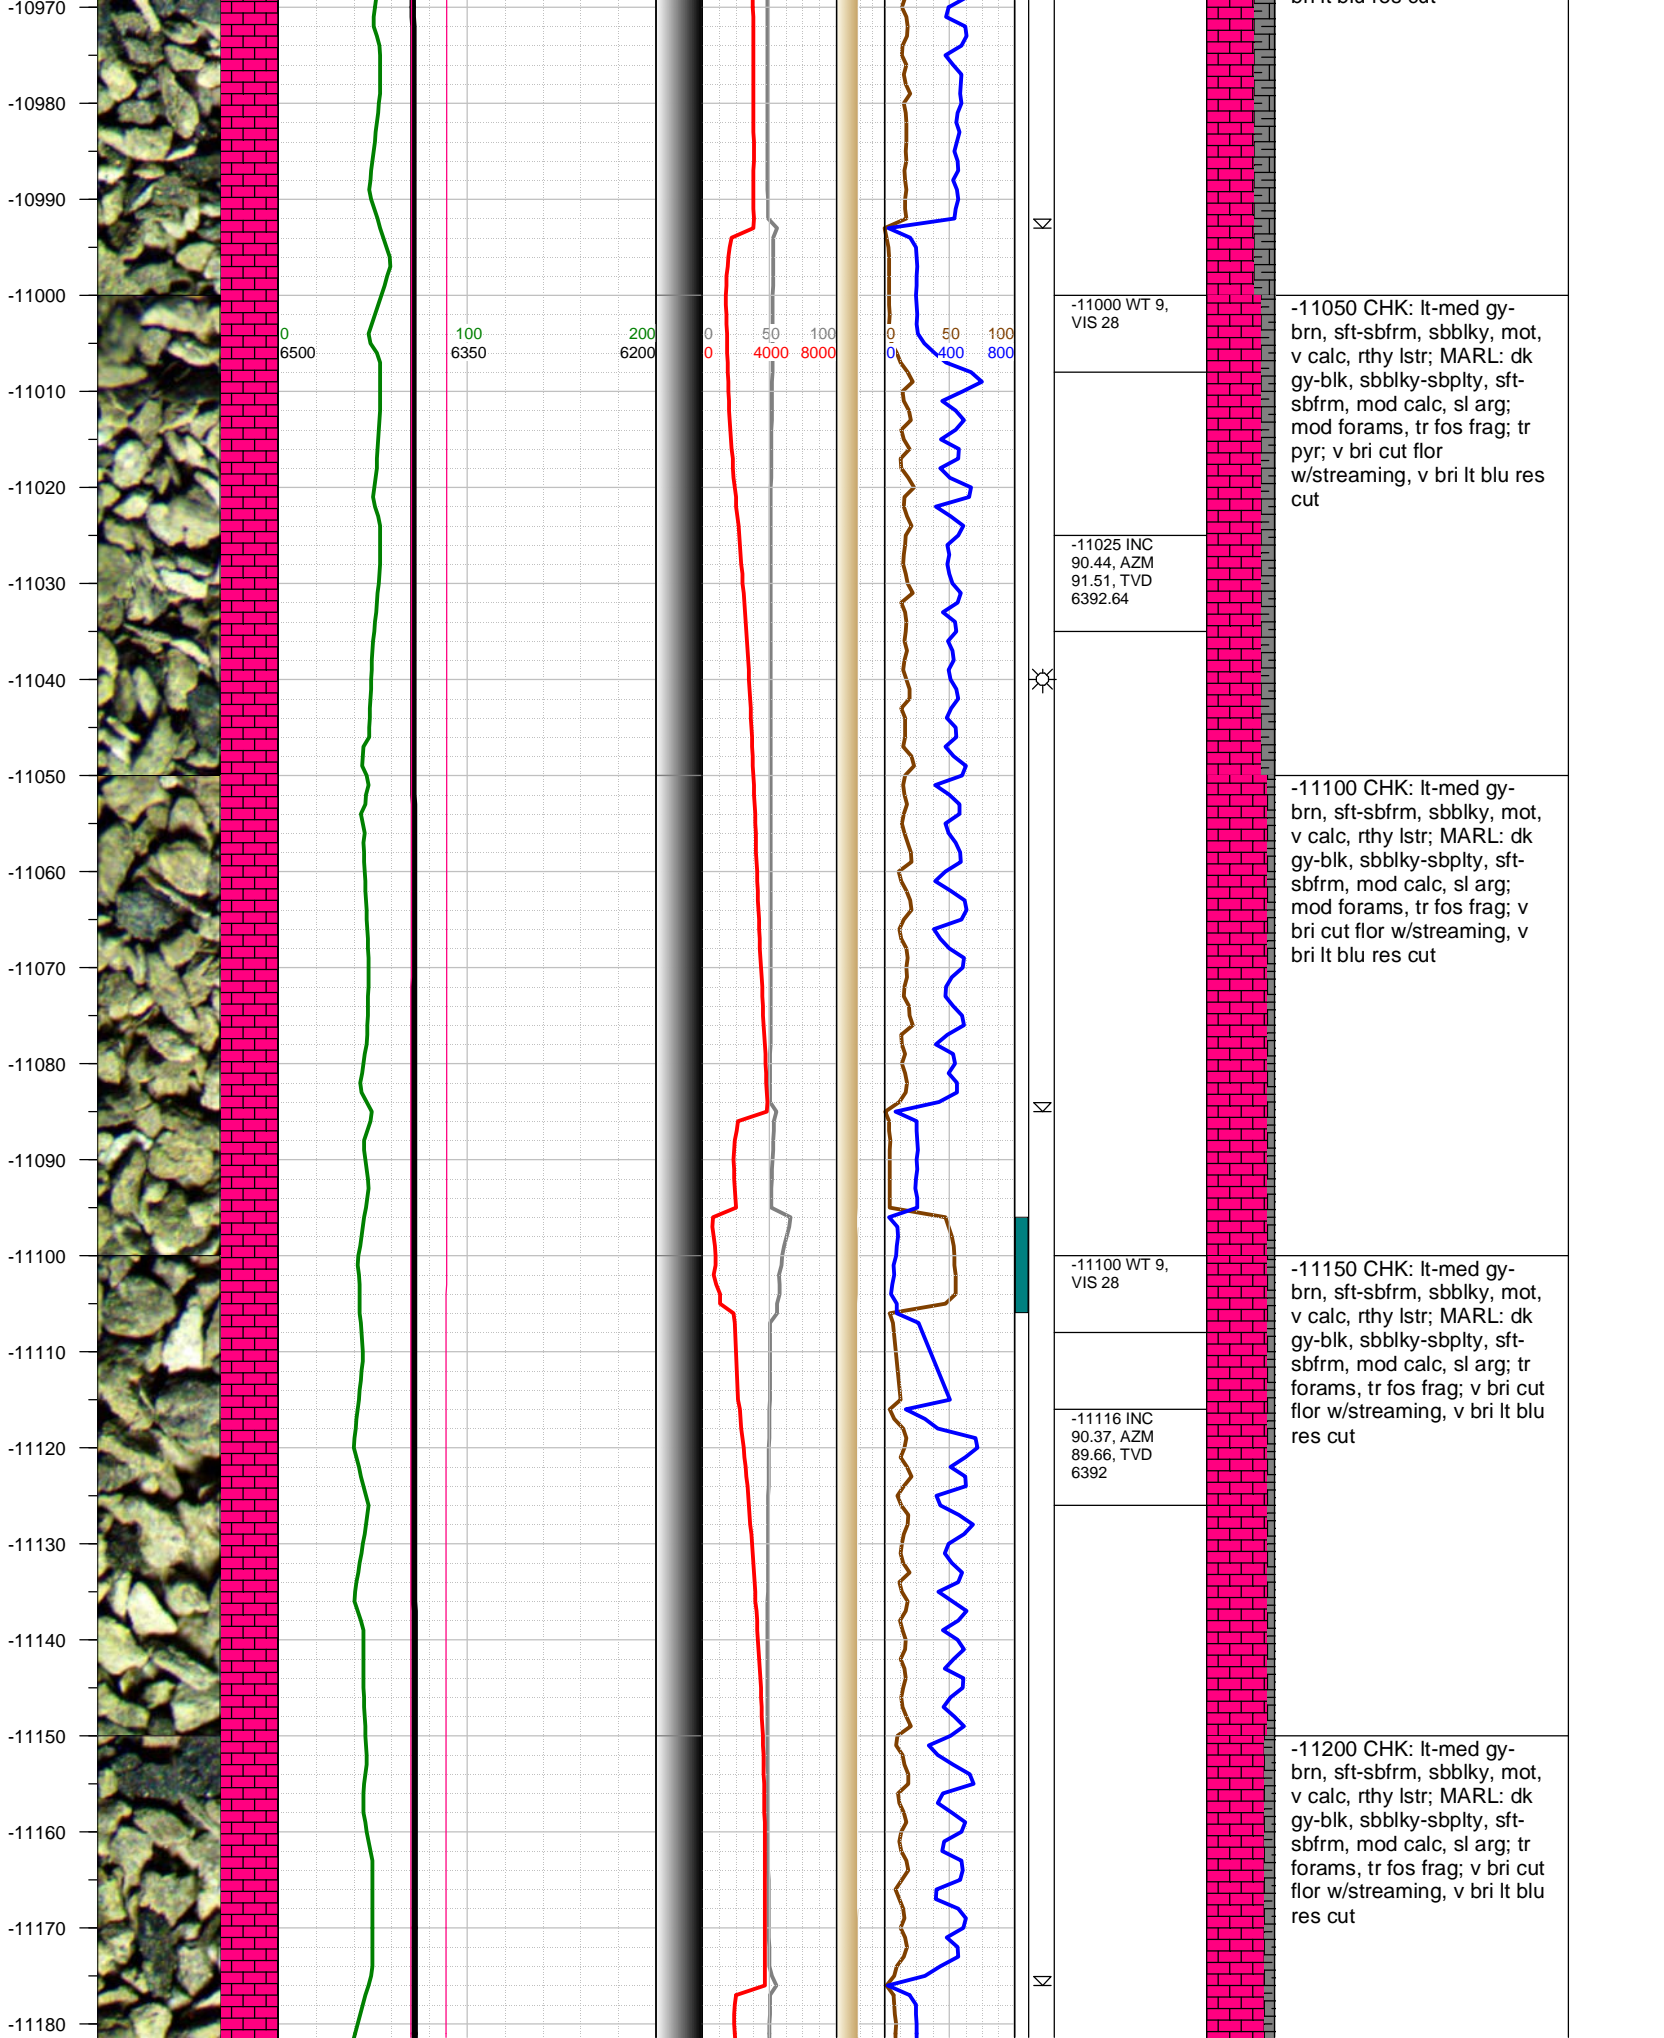 bri lt blu res cut
-10970
-10980
-10990
-11000
-11000 WT 9,
VIS 28
-11050 CHK: lt-med gy-
brn, sft-sbfrm, sbblky, mot,
v calc, rthy lstr; MARL: dk
gy-blk, sbblky-sbplty, sft-
sbfrm, mod calc, sl arg;
mod forams, tr fos frag; tr
pyr; v bri cut flor
w/streaming, v bri lt blu res
cut
0 100 200
6500 6350 6200
0 50 100
0 4000 8000
0 50 100
0 400 800
-11010
-11020
-11025 INC
90.44, AZM
91.51, TVD
6392.64
-11030
-11040
-11050
-11100 CHK: lt-med gy-
brn, sft-sbfrm, sbblky, mot,
v calc, rthy lstr; MARL: dk
gy-blk, sbblky-sbplty, sft-
sbfrm, mod calc, sl arg;
mod forams, tr fos frag; v
bri cut flor w/streaming, v
bri lt blu res cut
-11060
-11070
-11080
-11090
-11100
-11100 WT 9,
VIS 28
-11150 CHK: lt-med gy-
brn, sft-sbfrm, sbblky, mot,
v calc, rthy lstr; MARL: dk
gy-blk, sbblky-sbplty, sft-
sbfrm, mod calc, sl arg; tr
forams, tr fos frag; v bri cut
flor w/streaming, v bri lt blu
res cut
-11110
-11116 INC
90.37, AZM
89.66, TVD
6392
-11120
-11130
-11140
-11150
-11200 CHK: lt-med gy-
brn, sft-sbfrm, sbblky, mot,
v calc, rthy lstr; MARL: dk
gy-blk, sbblky-sbplty, sft-
sbfrm, mod calc, sl arg; tr
forams, tr fos frag; v bri cut
flor w/streaming, v bri lt blu
res cut
-11160
-11170
-11180